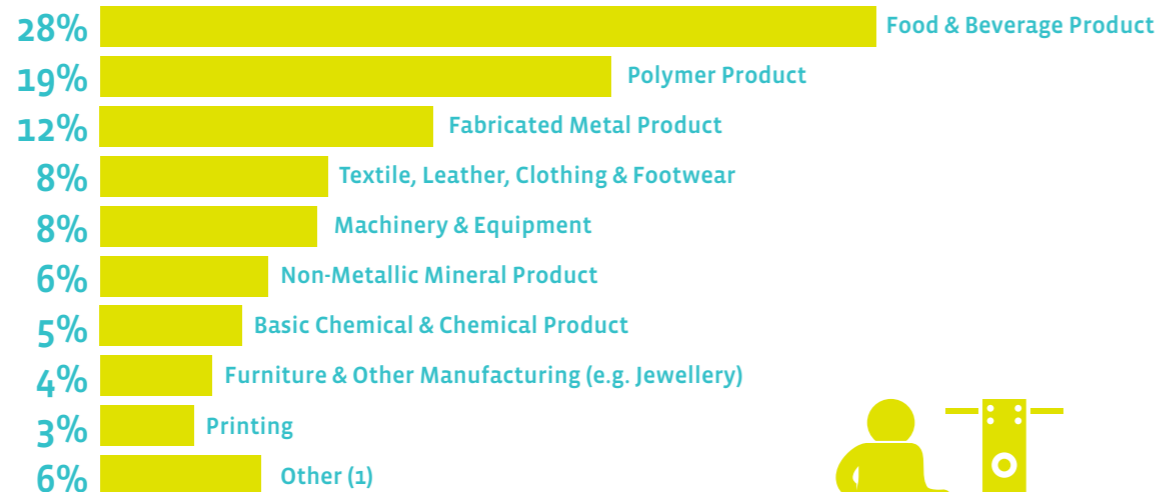 28% Food & Beverage Product
19% Polymer Product
12% Fabricated Metal Product
8% Textile, Leather, Clothing & Footwear
8% Machinery & Equipment
6% Non-Metallic Mineral Product
5% Basic Chemical & Chemical Product
4% Furniture & Other Manufacturing (e.g. Jewellery)
3% Printing
6% Other (1)